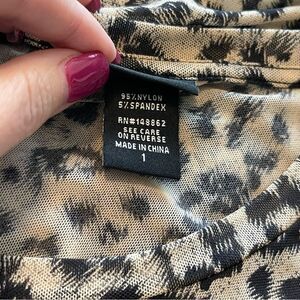 95%NYLON
5%SPANDEX
RN#148862
SEE CARE
ON REVERSE
MADE IN CHINA
1